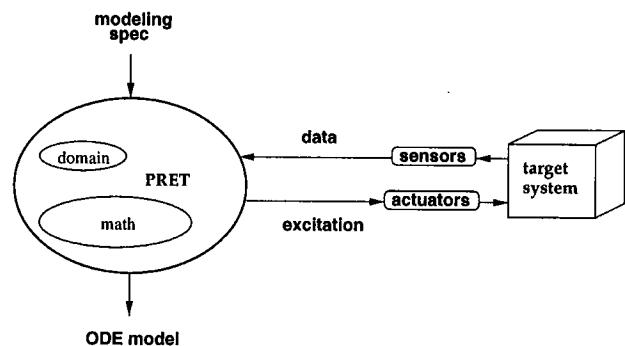 modeling
spec
domain
PRET
math
data
sensors
excitation
actuators
target
system
ODE model